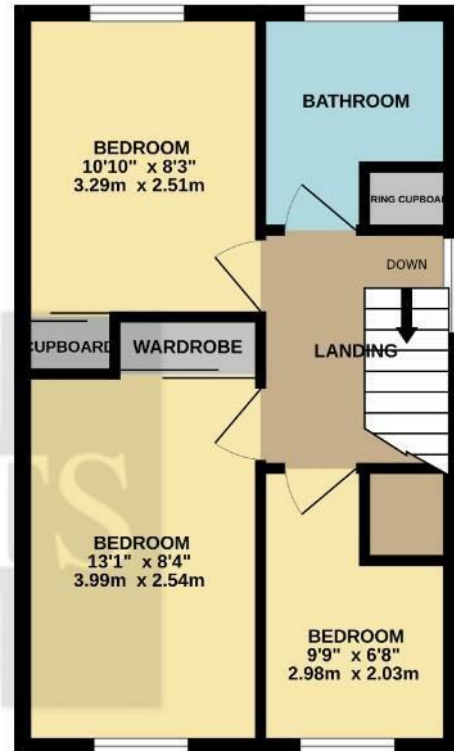 BATHROOM
BEDROOM
10'10" x 8'3"
3.29m x 2.51m
RING CUPBOA
DOWN
LANDING
CUPBOARD
WARDROBE
TS
BEDROOM
13'1" x 8'4"
3.99m x 2.54m
BEDROOM
9'9" x 6'8"
2.98m x 2.03m